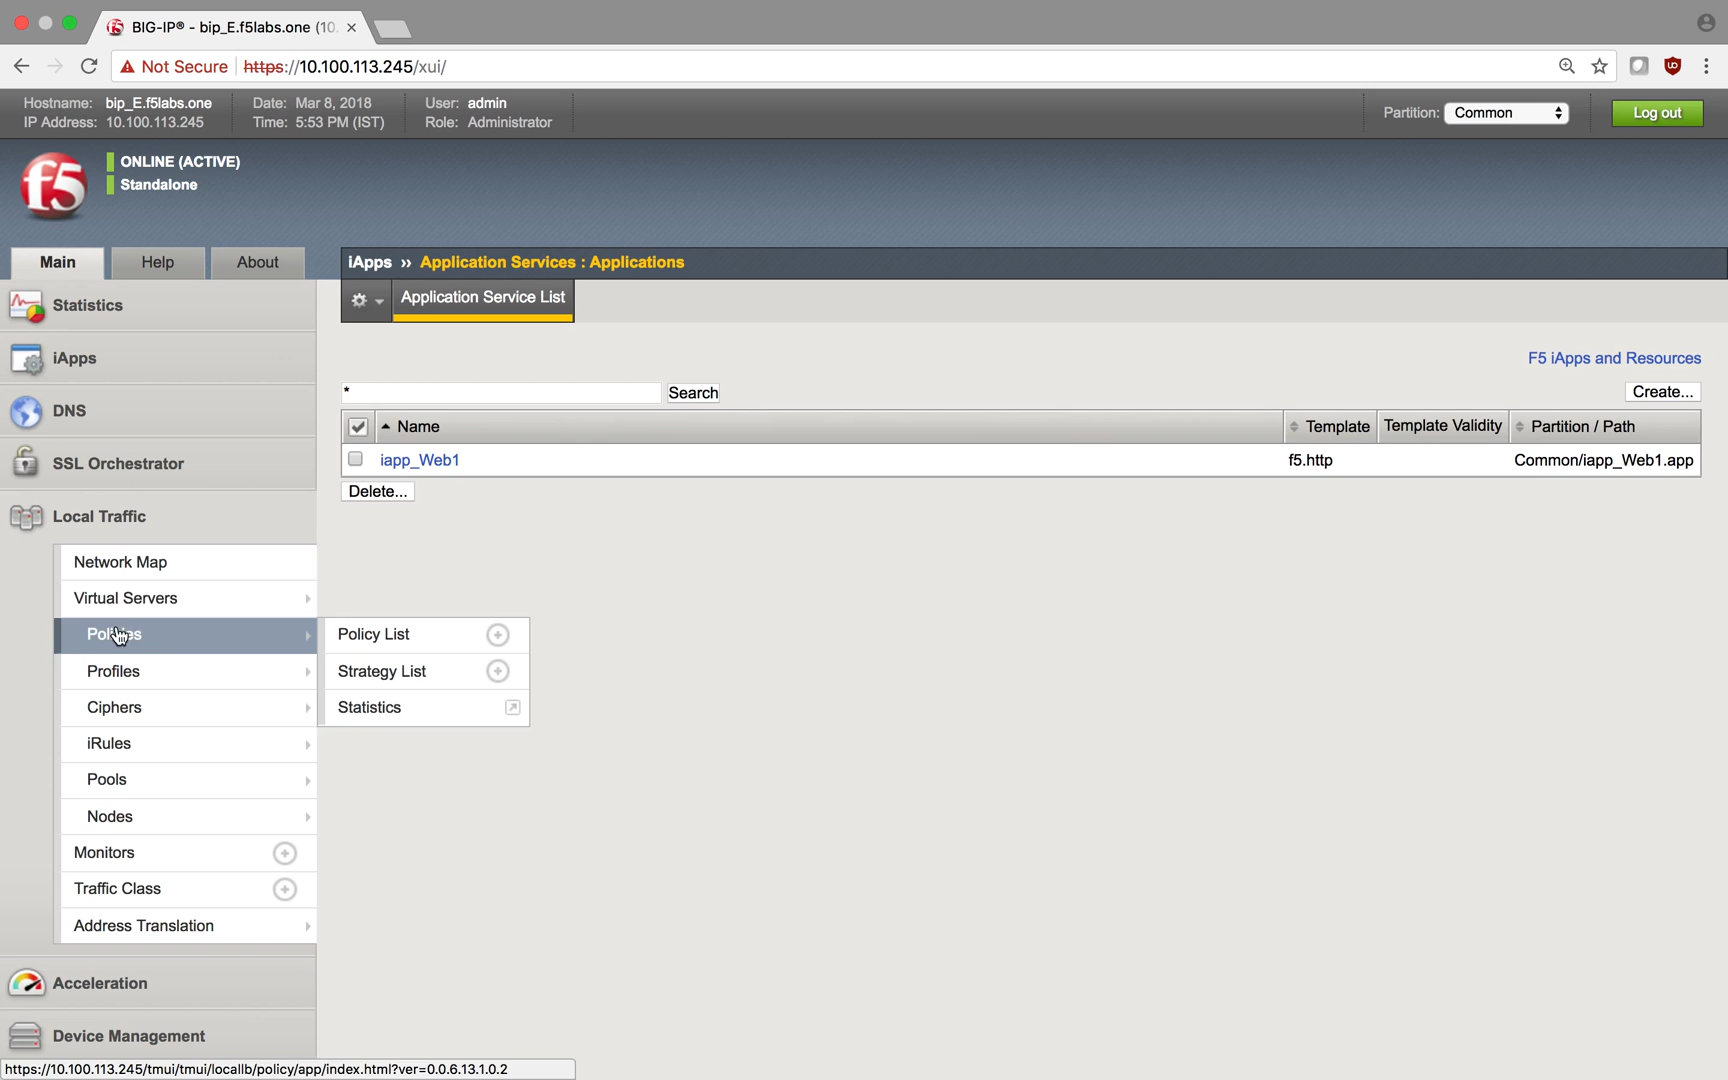 BIG-IP® - bip_E.f5labs.one (10.
Not Secure https://10.100.113.245/xui/
Hostname: bip_E.f5labs.one
IP Address: 10.100.113.245
Date: Mar 8, 2018
Time: 5:53 PM (IST)
User: admin
Role: Administrator
Partition: Common
Log out
f5
ONLINE (ACTIVE)
Standalone
Main
Help
About
iApps ›› Application Services : Applications
Application Service List
Statistics
iApps
DNS
SSL Orchestrator
Local Traffic
Network Map
Virtual Servers
Policies
Profiles
Ciphers
iRules
Pools
Nodes
Monitors
Traffic Class
Address Translation
Acceleration
Device Management
Policy List
Strategy List
Statistics
F5 iApps and Resources
* Search
Create...
Name Template Template Validity Partition / Path
iapp_Web1 f5.http Common/iapp_Web1.app
Delete...
https://10.100.113.245/tmui/tmui/locallb/policy/app/index.html?ver=0.0.6.13.1.0.2